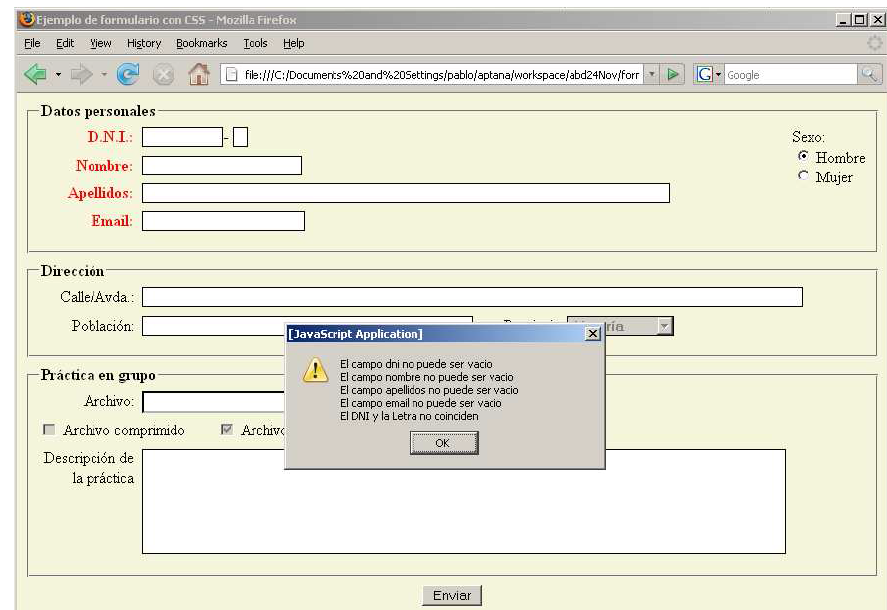 Ejemplo de formulario con CSS - Mozilla Firefox
File Edit View History Bookmarks Tools Help
file:///C:/Documents%20and%20Settings/pablo/aptana/workspace/abd24Nov/forr
G Google
Datos personales
D.N.I.: -
Sexo:
Hombre
Mujer
Nombre:
Apellidos:
Email:
Dirección
Calle/Avda.:
Población:
[JavaScript Application]
El campo dni no puede ser vacio
El campo nombre no puede ser vacio
El campo apellidos no puede ser vacio
El campo email no puede ser vacio
El DNI y la Letra no coinciden
OK
Práctica en grupo
Archivo:
Archivo comprimido Archivo
Descripción de
la práctica
Enviar